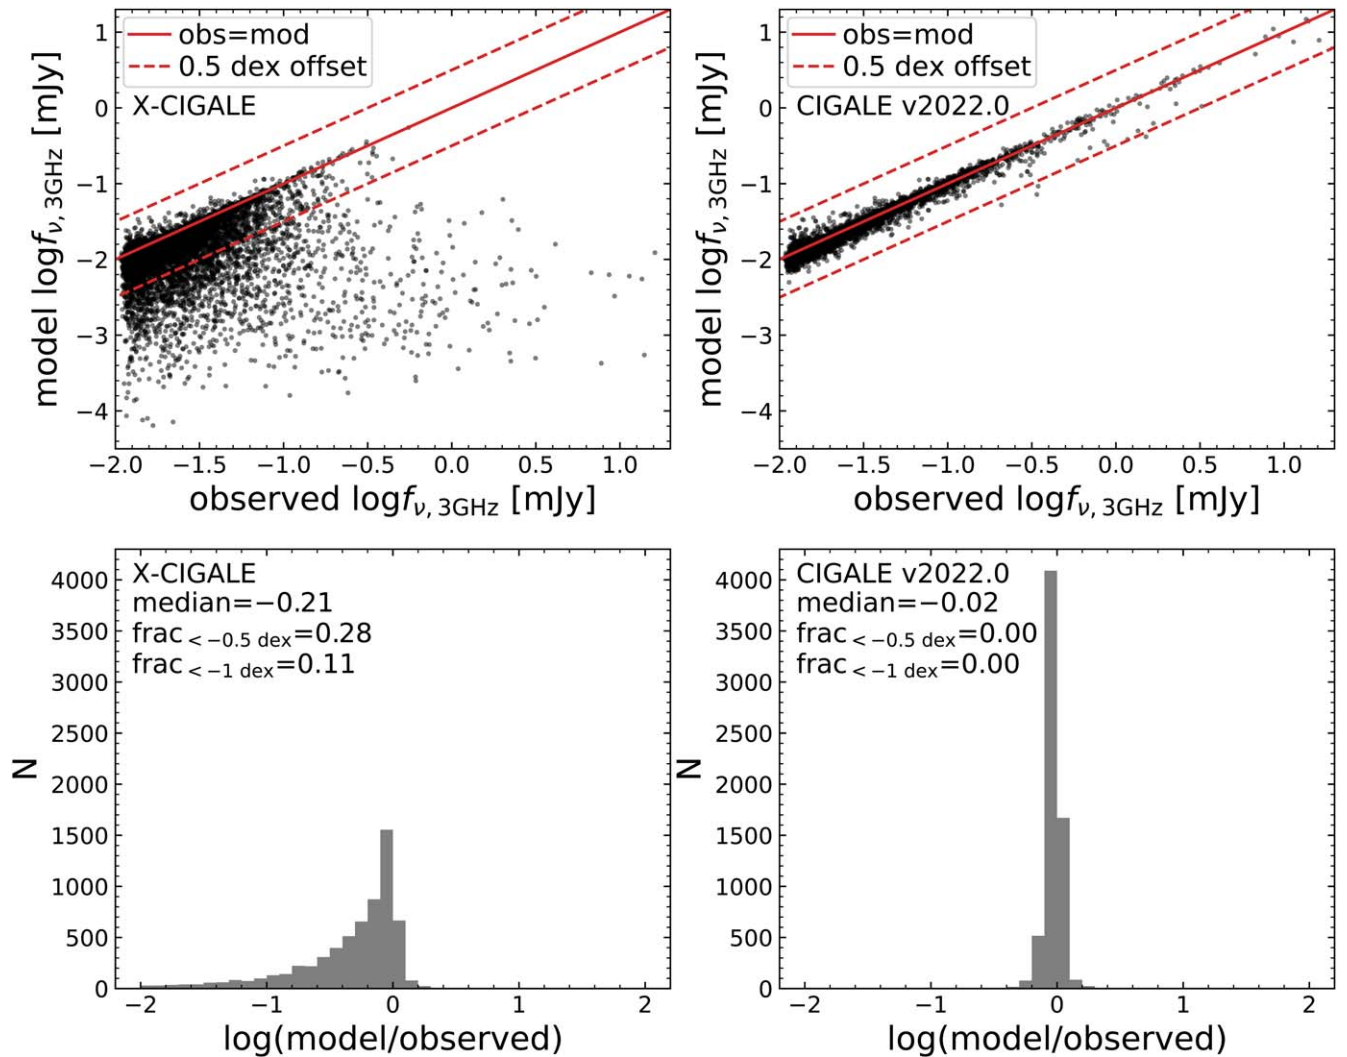 obs=mod
0.5 dex offset
X-CIGALE
1
0
−1
−2
−3
−4
model logfν, 3GHz [mJy]
−2.0 −1.5 −1.0 −0.5 0.0 0.5 1.0
observed logfν, 3GHz [mJy]
obs=mod
0.5 dex offset
CIGALE v2022.0
1
0
−1
−2
−3
−4
model logfν, 3GHz [mJy]
−2.0 −1.5 −1.0 −0.5 0.0 0.5 1.0
observed logfν, 3GHz [mJy]
X-CIGALE
median=−0.21
frac<−0.5 dex=0.28
frac<−1 dex=0.11
4000
3500
3000
2500
2000
1500
1000
500
0
N
−2 −1 0 1 2
log(model/observed)
CIGALE v2022.0
median=−0.02
frac<−0.5 dex=0.00
frac<−1 dex=0.00
4000
3500
3000
2500
2000
1500
1000
500
0
N
−2 −1 0 1 2
log(model/observed)